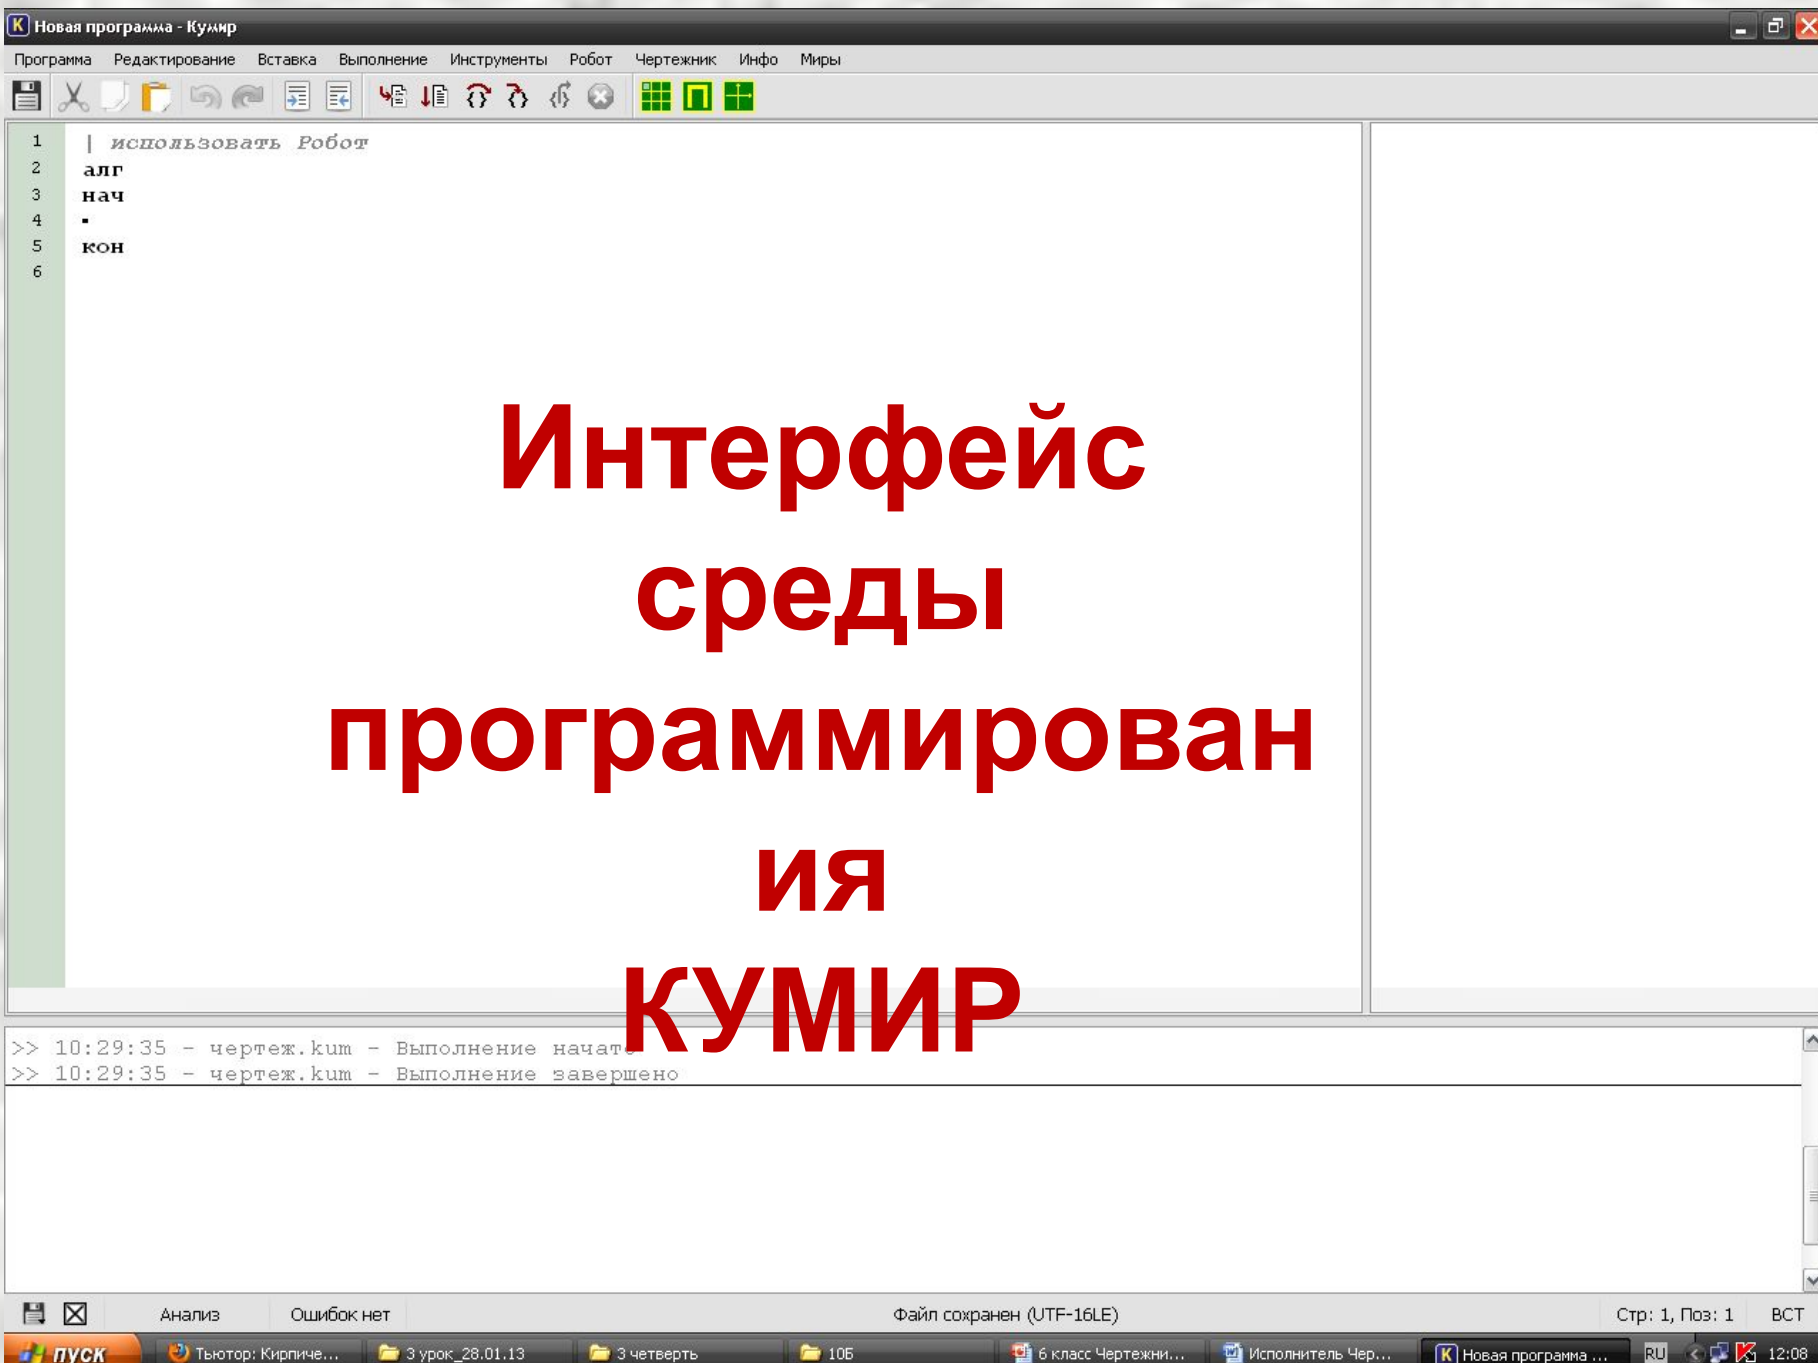 Новая программа - Кумир
Программа Редактирование Вставка Выполнение Инструменты Робот Чертежник Инфо Миры
1 | использовать Робот
2 алг
3 нач
4
5 кон
6
Интерфейс
среды
программирован
ия
КУМИР
>> 10:29:35 - чертеж.kum - Выполнение начато
>> 10:29:35 - чертеж.kum - Выполнение завершено
Анализ Ошибок нет Файл сохранен (UTF-16LE) Стр: 1, Поз: 1 ВСТ
пуск Тьютор: Кирпиче... 3 урок_28.01.13 3 четверть 10Б 6 класс Чертежни... Исполнитель Чер... Новая программа ... RU 12:08